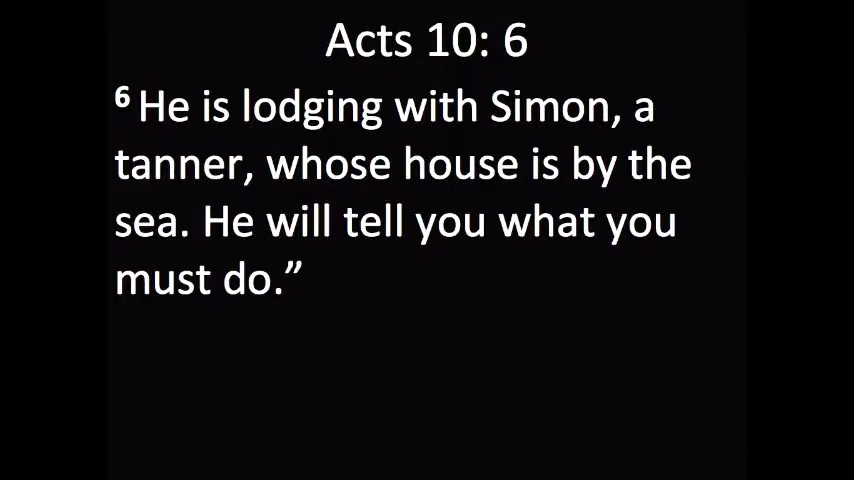 Acts 10: 6
6 He is lodging with Simon, a
tanner, whose house is by the
sea. He will tell you what you
must do.”